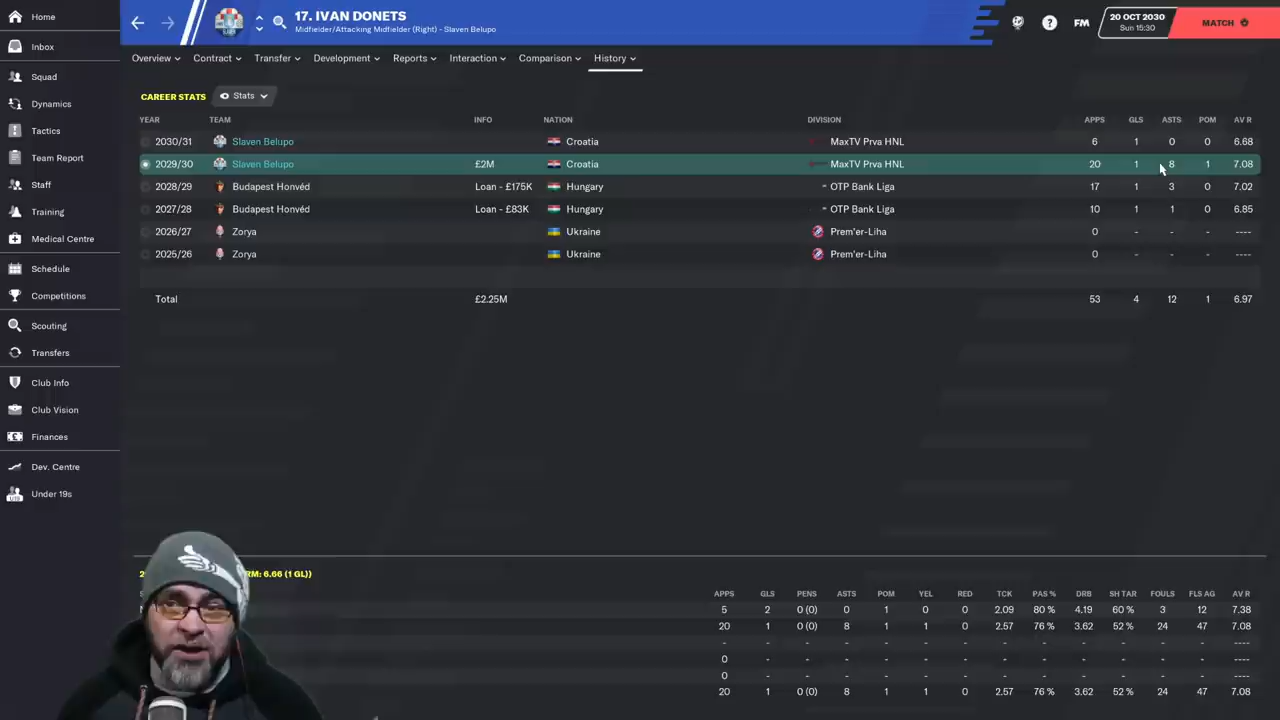 Home
Inbox
Squad
Dynamics
Tactics
Team Report
Staff
Training
Medical Centre
Schedule
Competitions
Scouting
Transfers
Club Info
Club Vision
Finances
Dev. Centre
Under 19s
17. IVAN DONETS
Midfielder/Attacking Midfielder (Right) - Slaven Belupo
FM
20 OCT 2030
Sun 15:30
MATCH
Overview Contract Transfer Development Reports Interaction Comparison History
CAREER STATS Stats
YEAR TEAM INFO NATION DIVISION APPS GLS ASTS POM AV R
2030/31 Slaven Belupo Croatia MaxTV Prva HNL 6 1 0 0 6.68
2029/30 Slaven Belupo £2M Croatia MaxTV Prva HNL 20 1 8 1 7.08
2028/29 Budapest Honvéd Loan - £175K Hungary OTP Bank Liga 17 1 3 0 7.02
2027/28 Budapest Honvéd Loan - £83K Hungary OTP Bank Liga 10 1 1 0 6.85
2026/27 Zorya Ukraine Prem'er-Liha 0 - - - ----
2025/26 Zorya Ukraine Prem'er-Liha 0 - - - ----
Total £2.25M 53 4 12 1 6.97
6.66 (1 GL))
APPS GLS PENS ASTS POM YEL RED TCK PAS % DRB SH TAR FOULS FLS AG AV R
5 2 0 (0) 0 1 0 0 2.09 80 % 4.19 60 % 3 12 7.38
20 1 0 (0) 8 1 1 0 2.57 76 % 3.62 52 % 24 47 7.08
- - - - - - - - - - - - - ----
0 - - - - - - - - - - - - ----
0 - - - - - - - - - - - - ----
20 1 0 (0) 8 1 1 0 2.57 76 % 3.62 52 % 24 47 7.08